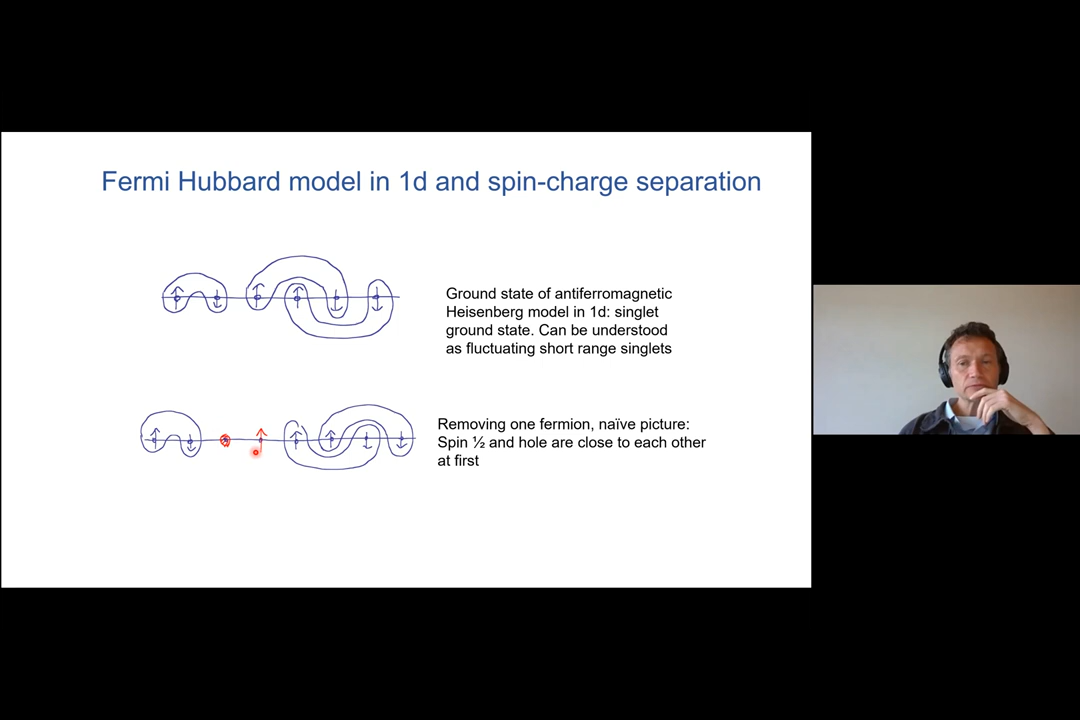 Fermi Hubbard model in 1d and spin-charge separation
Ground state of antiferromagnetic
Heisenberg model in 1d: singlet
ground state. Can be understood
as fluctuating short range singlets
Removing one fermion, naïve picture:
Spin ½ and hole are close to each other
at first